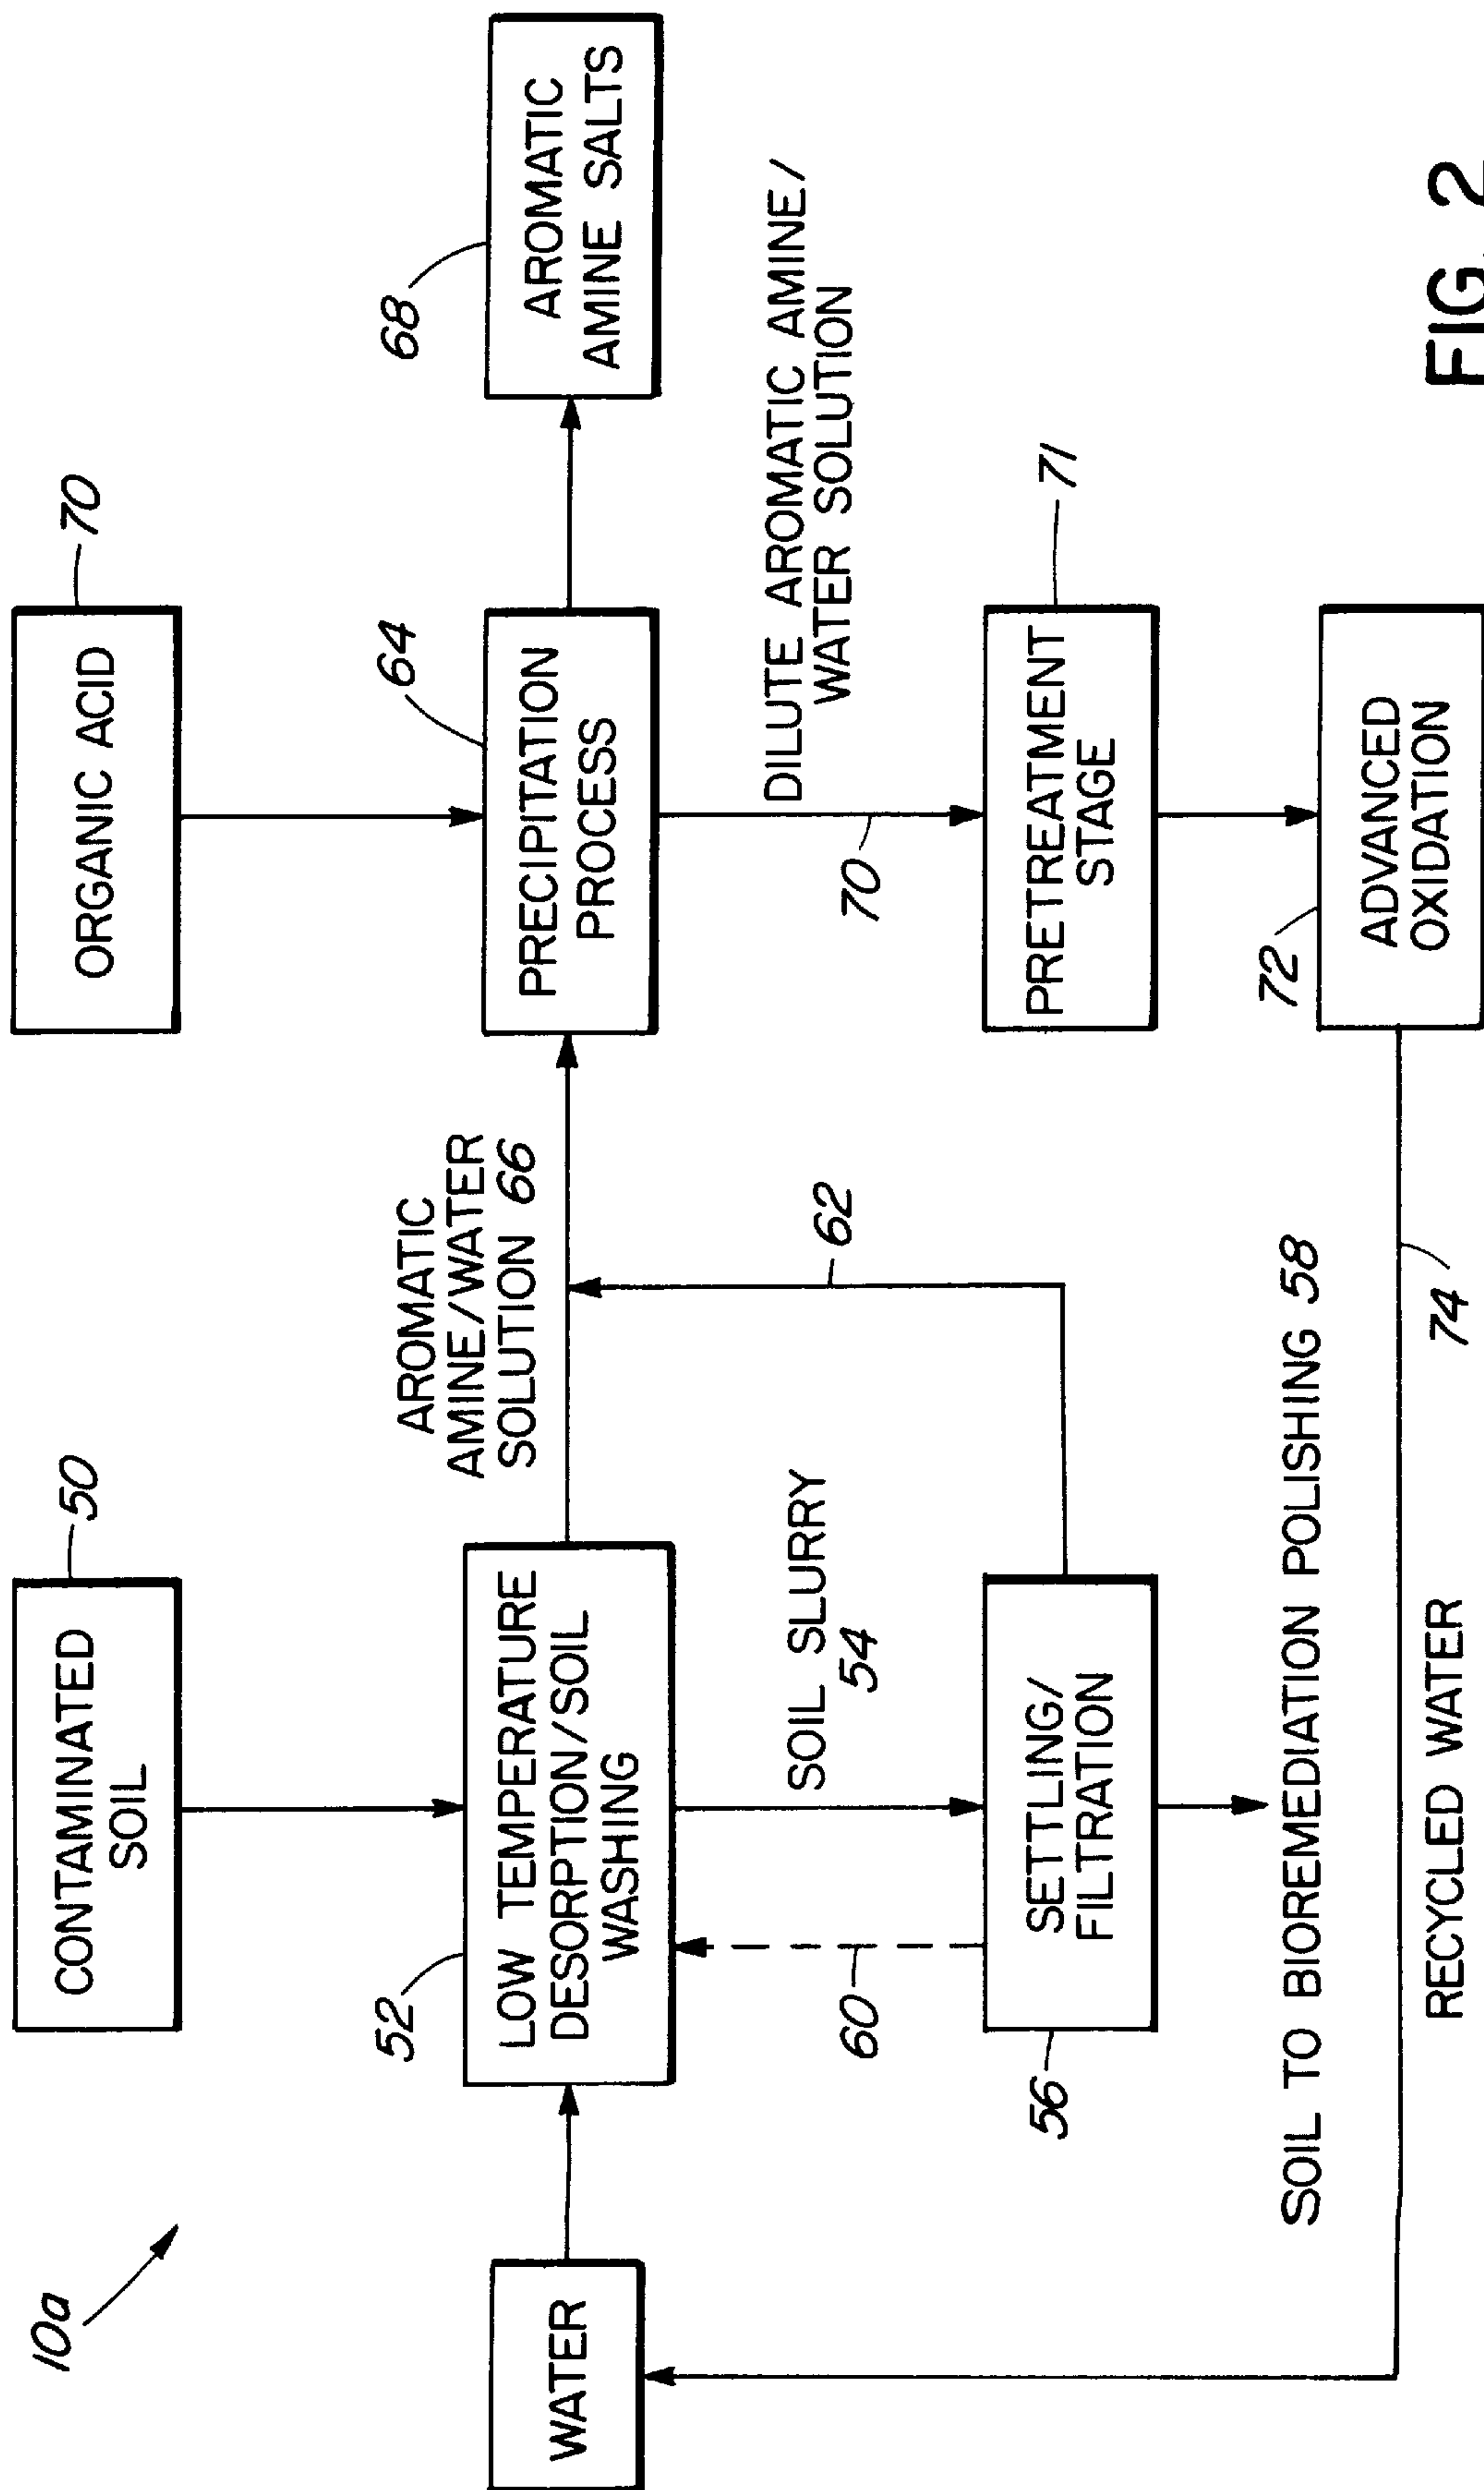 10a
CONTAMINATED
SOIL
50
ORGANIC ACID
70
WATER
52
LOW TEMPERATURE
DESORPTION/SOIL
WASHING
AROMATIC
AMINE/WATER
SOLUTION 66
64
PRECIPITATION
PROCESS
68
AROMATIC
AMINE SALTS
60
SOIL SLURRY
54
62
70
DILUTE AROMATIC AMINE/
WATER SOLUTION
56
SETTLING/
FILTRATION
PRETREATMENT
STAGE
71
SOIL TO BIOREMEDIATION POLISHING 58
72
ADVANCED
OXIDATION
RECYCLED WATER
74
FIG. 2